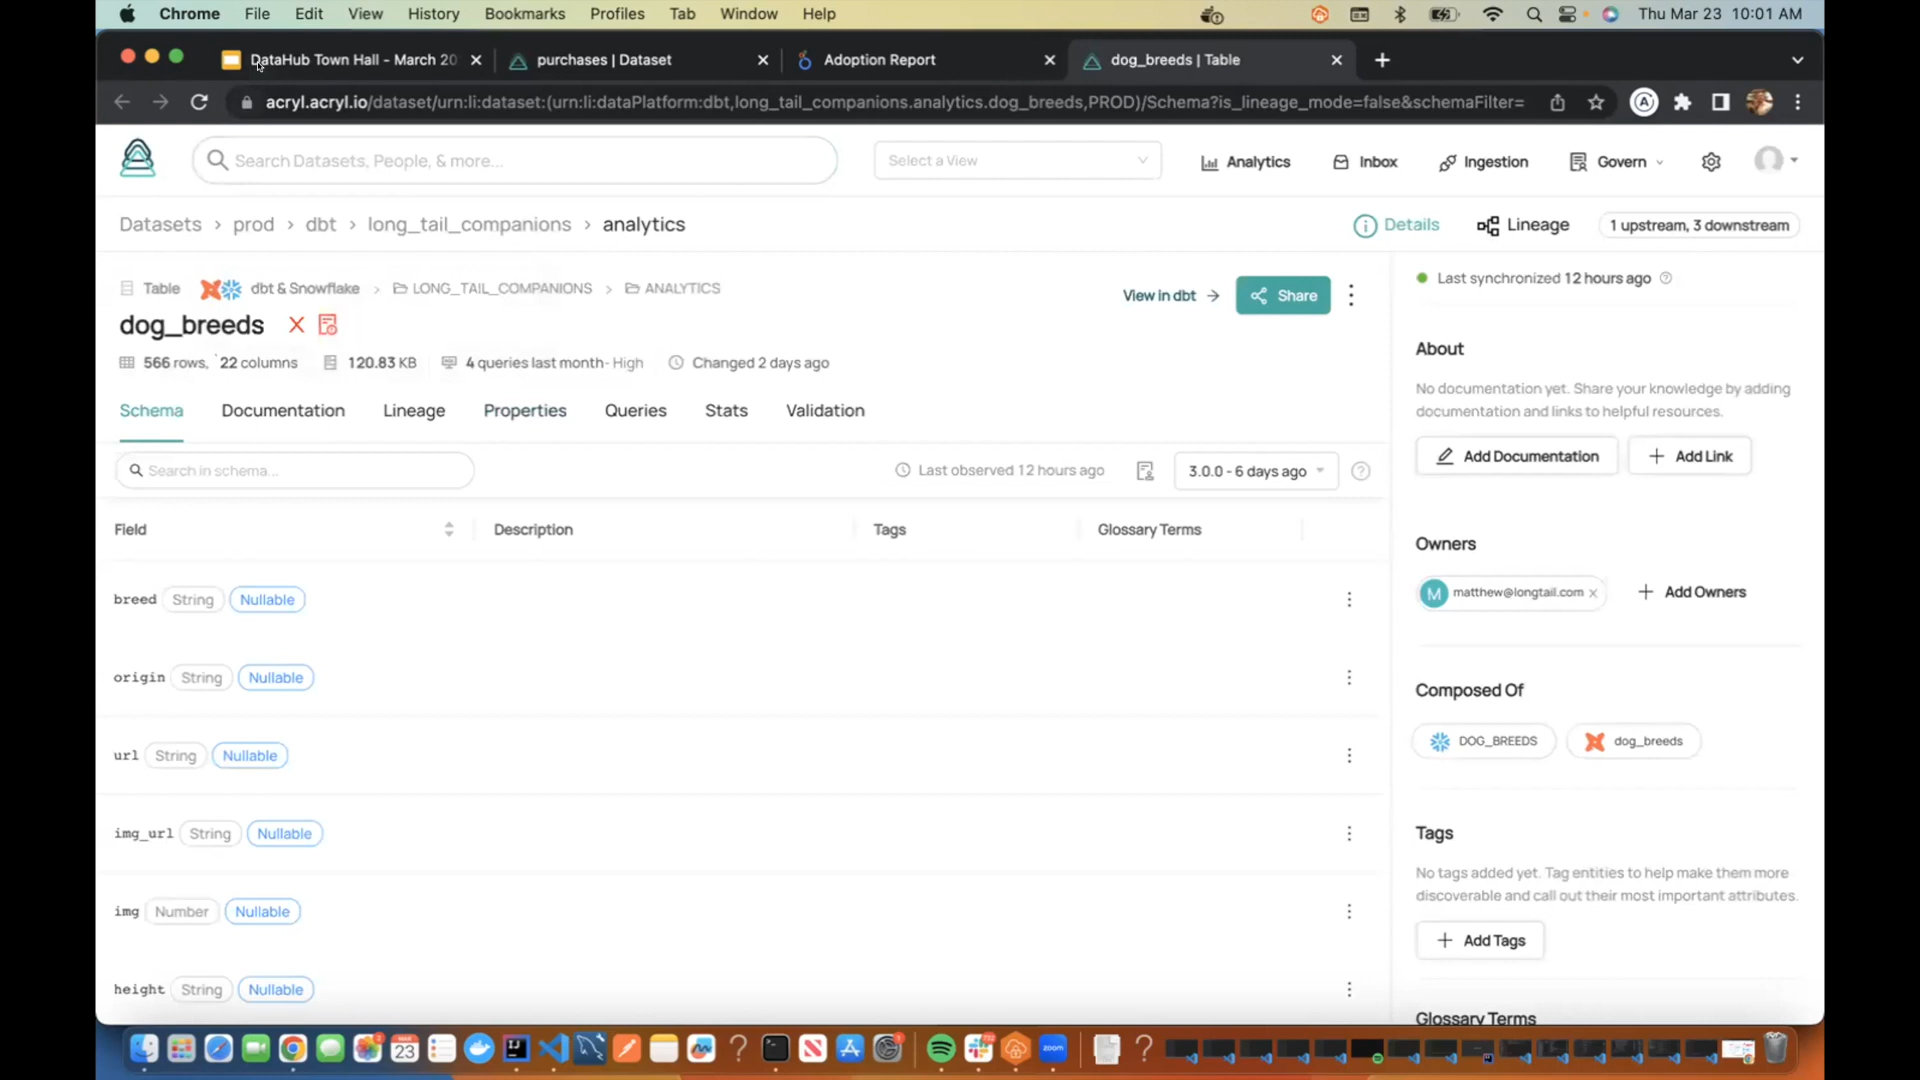 Chrome File Edit View History Bookmarks Profiles Tab Window Help Thu Mar 23 10:01 AM
DataHub Town Hall - March 20 purchases | Dataset Adoption Report dog_breeds | Table
acryl.acryl.io/dataset/urn:li:dataset:(urn:li:dataPlatform:dbt,long_tail_companions.analytics.dog_breeds,PROD)/Schema?is_lineage_mode=false&schemaFilter=
Search Datasets, People, & more... Select a View Analytics Inbox Ingestion Govern
Datasets > prod > dbt > long_tail_companions > analytics Details Lineage 1 upstream, 3 downstream
Table dbt & Snowflake > LONG_TAIL_COMPANIONS > ANALYTICS View in dbt → Share
dog_breeds
566 rows, 22 columns 120.83 KB 4 queries last month- High Changed 2 days ago
Schema Documentation Lineage Properties Queries Stats Validation
Search in schema... Last observed 12 hours ago 3.0.0 - 6 days ago
Field Description Tags Glossary Terms
breed String Nullable
origin String Nullable
url String Nullable
img_url String Nullable
img Number Nullable
height String Nullable
Last synchronized 12 hours ago
About
No documentation yet. Share your knowledge by adding
documentation and links to helpful resources.
Add Documentation + Add Link
Owners
M matthew@longtail.com × + Add Owners
Composed Of
DOG_BREEDS dog_breeds
Tags
No tags added yet. Tag entities to help make them more
discoverable and call out their most important attributes.
+ Add Tags
Glossary Terms
23 zoom